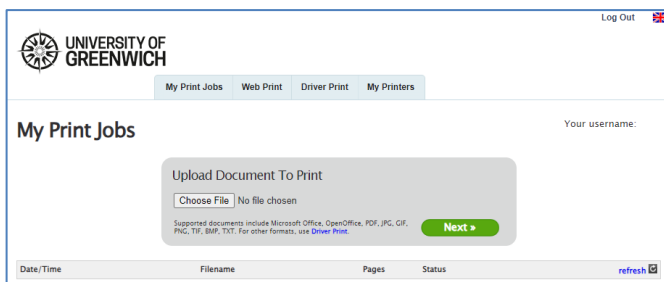 Log Out
UNIVERSITY OF
GREENWICH
My Print Jobs Web Print Driver Print My Printers
My Print Jobs
Your username:
Upload Document To Print
Choose File No file chosen
Supported documents include Microsoft Office, OpenOffice, PDF, JPG, GIF,
PNG, TIF, BMP, TXT. For other formats, use Driver Print.
Next »
Date/Time Filename Pages Status refresh